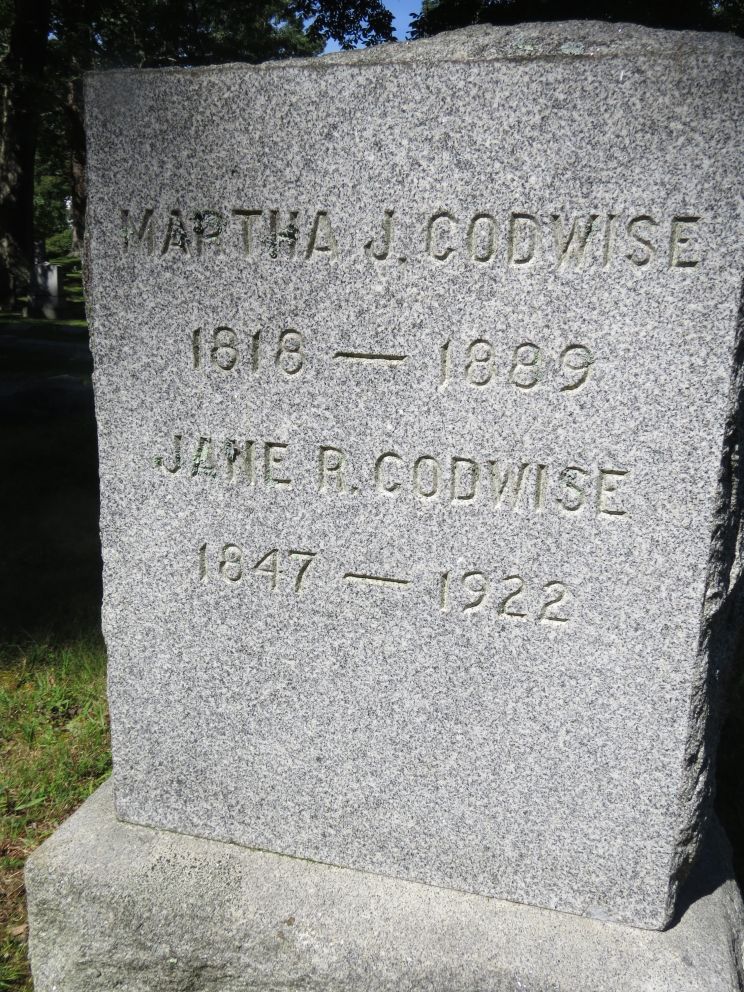 MARTHA J. CODWISE
1818 — 1889
JANE R. CODWISE
1847 — 1922